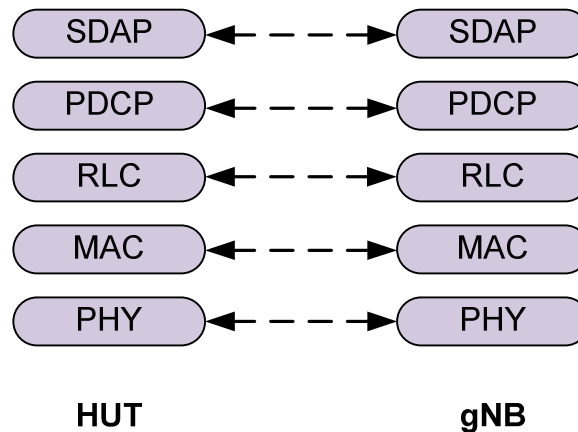 SDAP SDAP
PDCP PDCP
RLC RLC
MAC MAC
PHY PHY
HUT gNB